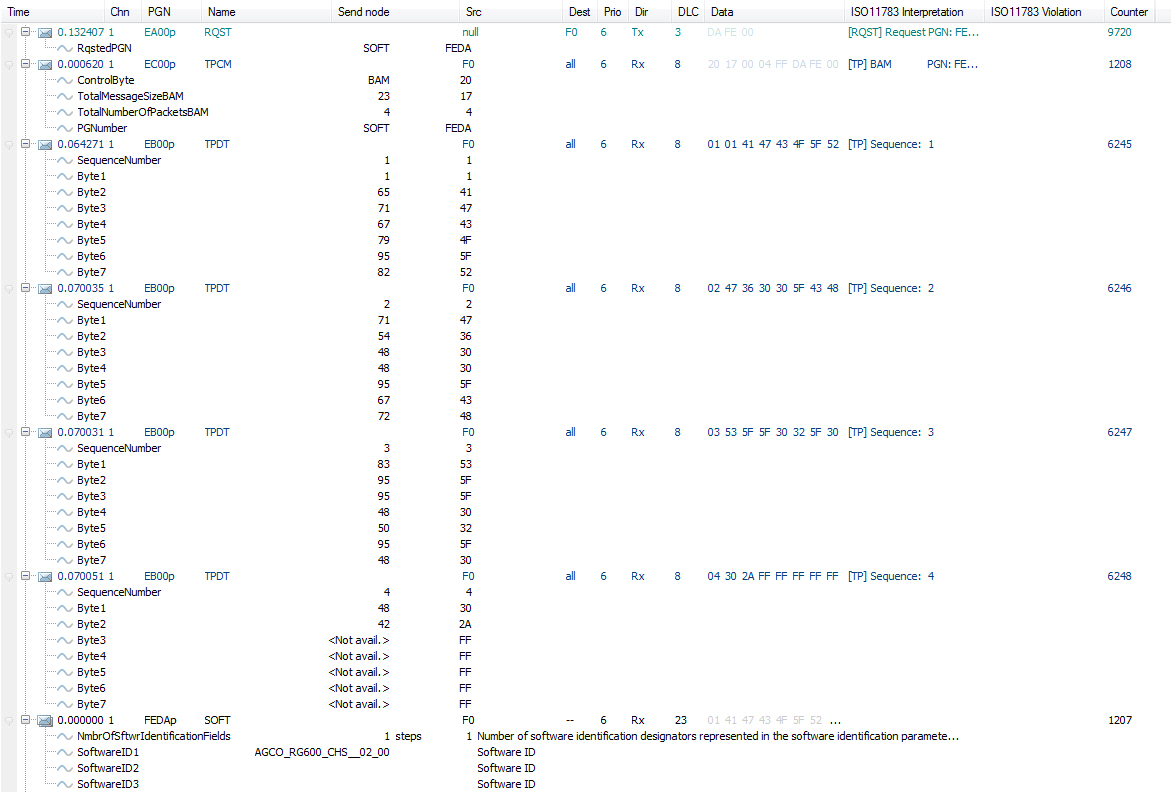 Time Chn PGN Name Send node Src Dest Prio Dir DLC Data ISO11783 Interpretation ISO11783 Violation Counter
0.132407 1 EA00p RQST null F0 6 Tx 3 DA FE 00 [RQST] Request PGN: FE... 9720
RqstedPGN SOFT FEDA
0.000620 1 EC00p TPCM F0 all 6 Rx 8 20 17 00 04 FF DA FE 00 [TP] BAM PGN: FE... 1208
ControlByte BAM 20
TotalMessageSizeBAM 23 17
TotalNumberOfPacketsBAM 4 4
PGNumber SOFT FEDA
0.064271 1 EB00p TPDT F0 all 6 Rx 8 01 01 41 47 43 4F 5F 52 [TP] Sequence: 1 6245
SequenceNumber 1 1
Byte1 1 1
Byte2 65 41
Byte3 71 47
Byte4 67 43
Byte5 79 4F
Byte6 95 5F
Byte7 82 52
0.070035 1 EB00p TPDT F0 all 6 Rx 8 02 47 36 30 30 5F 43 48 [TP] Sequence: 2 6246
SequenceNumber 2 2
Byte1 71 47
Byte2 54 36
Byte3 48 30
Byte4 48 30
Byte5 95 5F
Byte6 67 43
Byte7 72 48
0.070031 1 EB00p TPDT F0 all 6 Rx 8 03 53 5F 5F 30 32 5F 30 [TP] Sequence: 3 6247
SequenceNumber 3 3
Byte1 83 53
Byte2 95 5F
Byte3 95 5F
Byte4 48 30
Byte5 50 32
Byte6 95 5F
Byte7 48 30
0.070051 1 EB00p TPDT F0 all 6 Rx 8 04 30 2A FF FF FF FF FF [TP] Sequence: 4 6248
SequenceNumber 4 4
Byte1 48 30
Byte2 42 2A
Byte3 <Not avail.> FF
Byte4 <Not avail.> FF
Byte5 <Not avail.> FF
Byte6 <Not avail.> FF
Byte7 <Not avail.> FF
0.000000 1 FEDAp SOFT F0 -- 6 Rx 23 01 41 47 43 4F 5F 52 ... 1207
NmbrOfSftwrIdentificationFields 1 steps 1 Number of software identification designators represented in the software identification paramete...
SoftwareID1 AGCO_RG600_CHS__02_00 Software ID
SoftwareID2 Software ID
SoftwareID3 Software ID